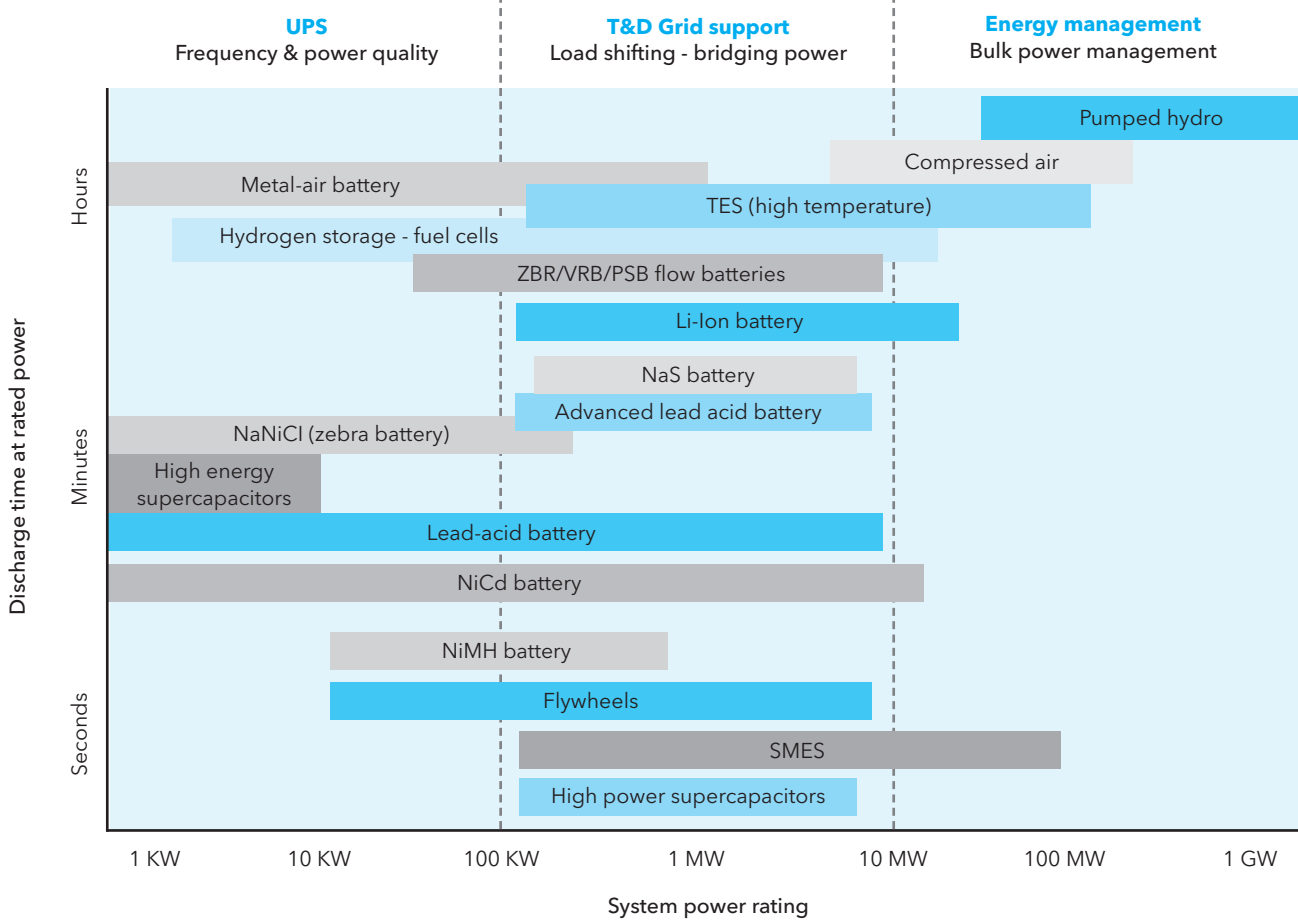 UPS
Frequency & power quality
T&D Grid support
Load shifting - bridging power
Energy management
Bulk power management
Discharge time at rated power
Hours
Minutes
Seconds
Pumped hydro
Compressed air
Metal-air battery
TES (high temperature)
Hydrogen storage - fuel cells
ZBR/VRB/PSB flow batteries
Li-Ion battery
NaS battery
Advanced lead acid battery
NaNiCl (zebra battery)
High energy
supercapacitors
Lead-acid battery
NiCd battery
NiMH battery
Flywheels
SMES
High power supercapacitors
1 KW
10 KW
100 KW
1 MW
10 MW
100 MW
1 GW
System power rating